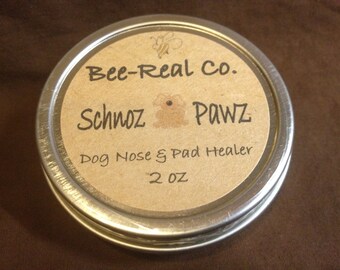 Bee-Real Co.
Schnoz Pawz
Dog Nose & Pad Healer
2 oz